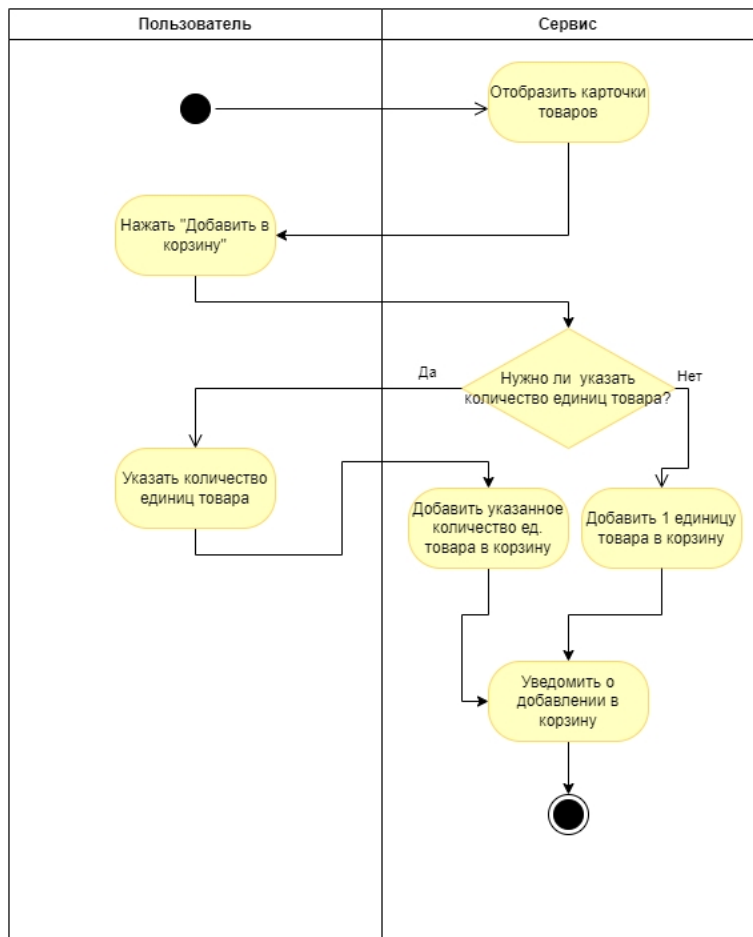 Пользователь
Сервис
Отобразить карточки
товаров
Нажать "Добавить в
корзину"
Да
Нужно ли указать
количество единиц товара?
Нет
Указать количество
единиц товара
Добавить указанное
количество ед.
товара в корзину
Добавить 1 единицу
товара в корзину
Уведомить о
добавлении в
корзину